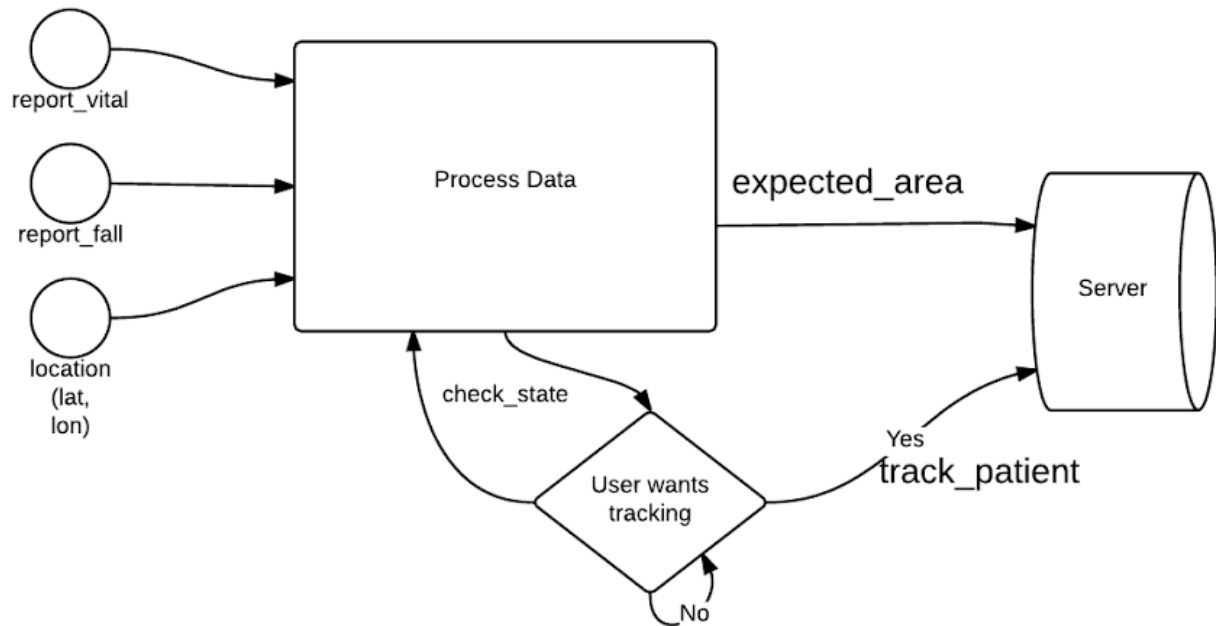 report_vital
report_fall
location
(lat,
lon)
Process Data
expected_area
Server
check_state
User wants
tracking
Yes
track_patient
No